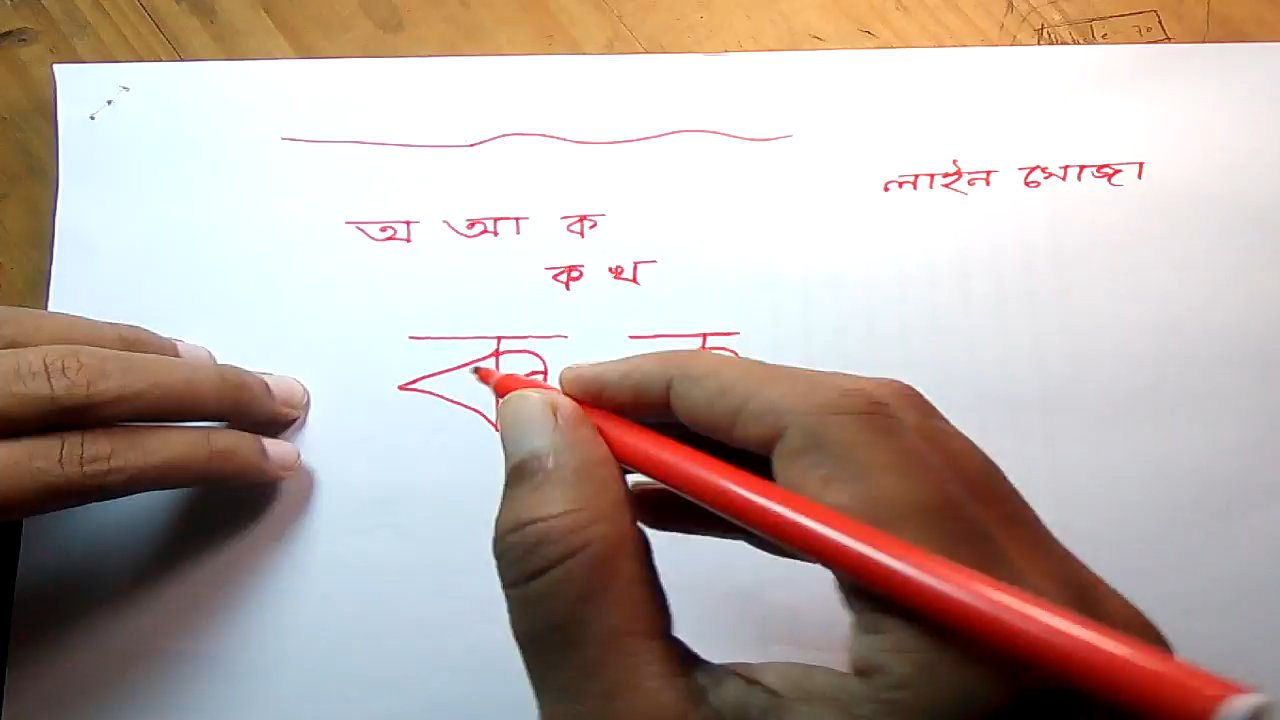 লাইন সোজা
অ আ ক
ক খ
ক